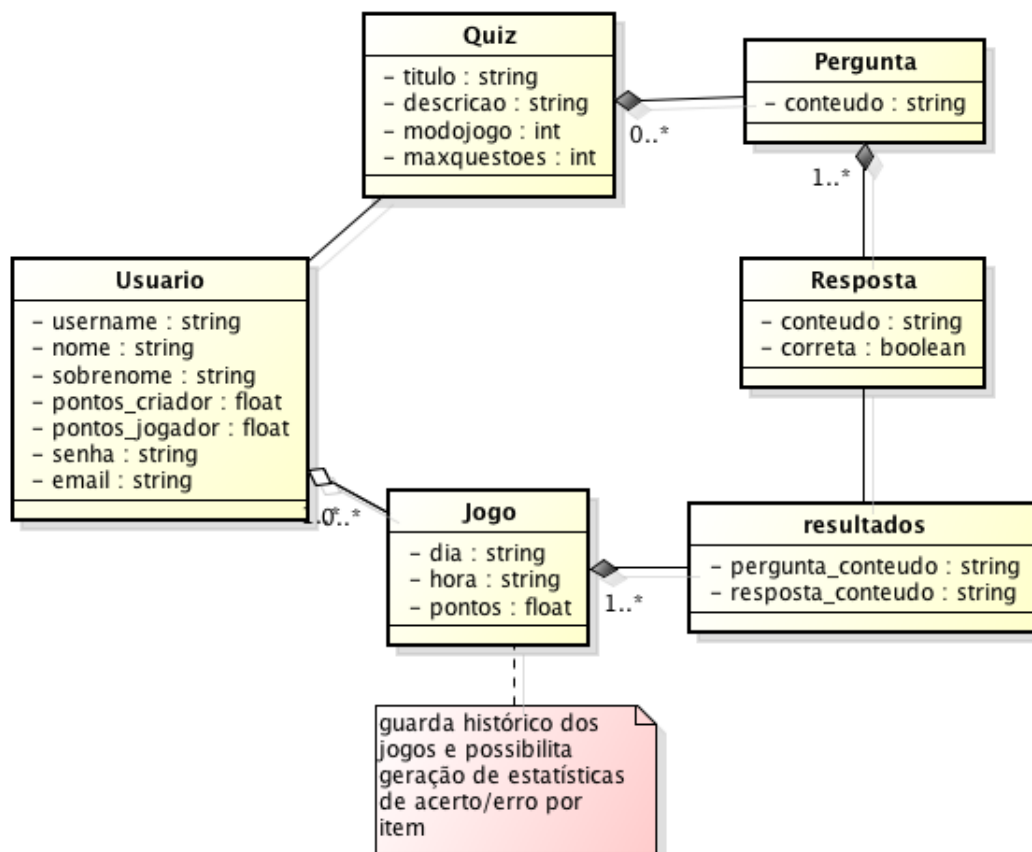 Quiz
- titulo : string
- descricao : string
- modojogo : int
- maxquestoes : int
0..*
Pergunta
- conteudo : string
1..*
Usuario
- username : string
- nome : string
- sobrenome : string
- pontos_criador : float
- pontos_jogador : float
- senha : string
- email : string
Resposta
- conteudo : string
- correta : boolean
Jogo
- dia : string
- hora : string
- pontos : float
1..*
resultados
- pergunta_conteudo : string
- resposta_conteudo : string
guarda histórico dos
jogos e possibilita
geração de estatísticas
de acerto/erro por
item